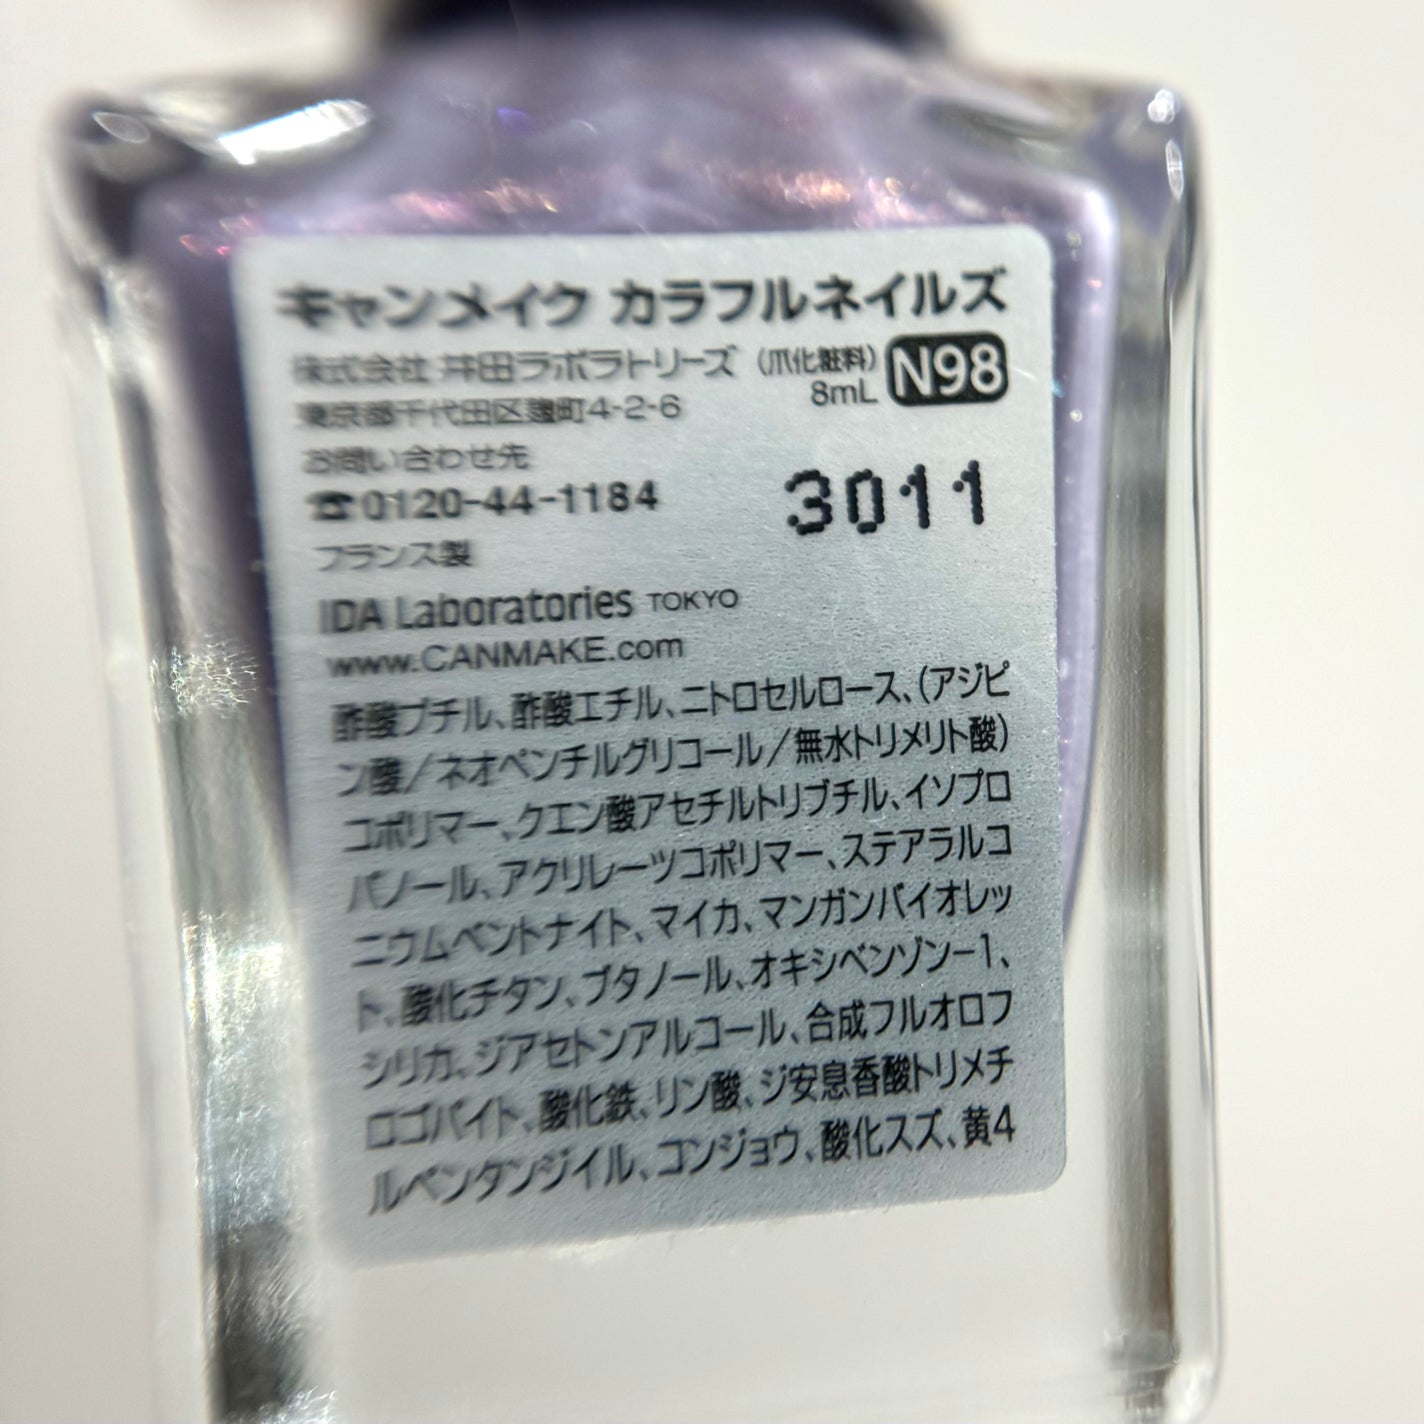 キャンメイク カラフルネイルズ
株式会社 井田ラボラトリーズ (爪化粧料) N98
東京都千代田区麹町4-2-6 8mL
お問い合わせ先
☎0120-44-1184 3011
フランス製
IDA Laboratories TOKYO
www.CANMAKE.com
酢酸ブチル、酢酸エチル、ニトロセルロース、(アジピ
ン酸/ネオペンチルグリコール/無水トリメリト酸)
コポリマー、クエン酸アセチルトリブチル、イソプロ
パノール、アクリレーツコポリマー、ステアラルコ
ニウムベントナイト、マイカ、マンガンバイオレッ
ト、酸化チタン、ブタノール、オキシベンゾン-1、
シリカ、ジアセトンアルコール、合成フルオロフ
ロゴパイト、酸化鉄、リン酸、ジ安息香酸トリメチ
ルペンタンジイル、コンジョウ、酸化スズ、黄4